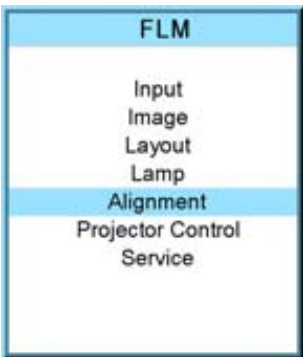 FLM
Input
Image
Layout
Lamp
Alignment
Projector Control
Service